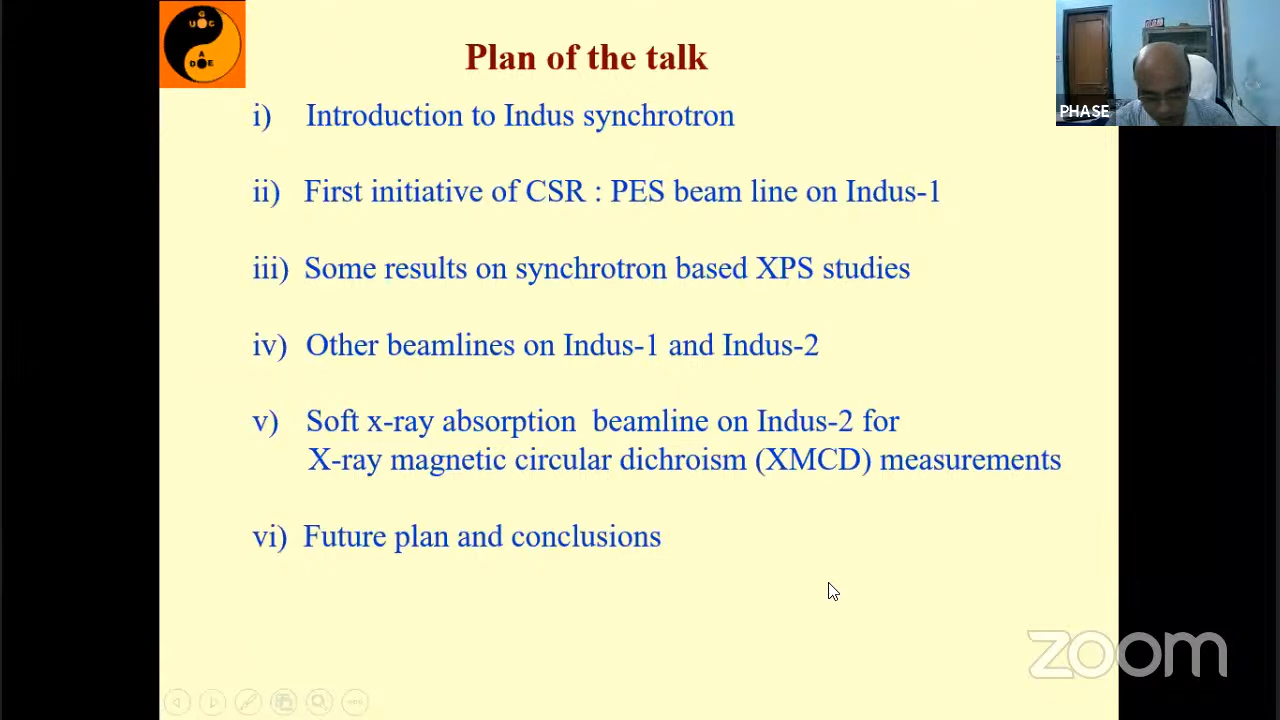 Plan of the talk
i) Introduction to Indus synchrotron
ii) First initiative of CSR : PES beam line on Indus-1
iii) Some results on synchrotron based XPS studies
iv) Other beamlines on Indus-1 and Indus-2
v) Soft x-ray absorption beamline on Indus-2 for
X-ray magnetic circular dichroism (XMCD) measurements
vi) Future plan and conclusions
G
U C
A
D E
PHASE
zoom